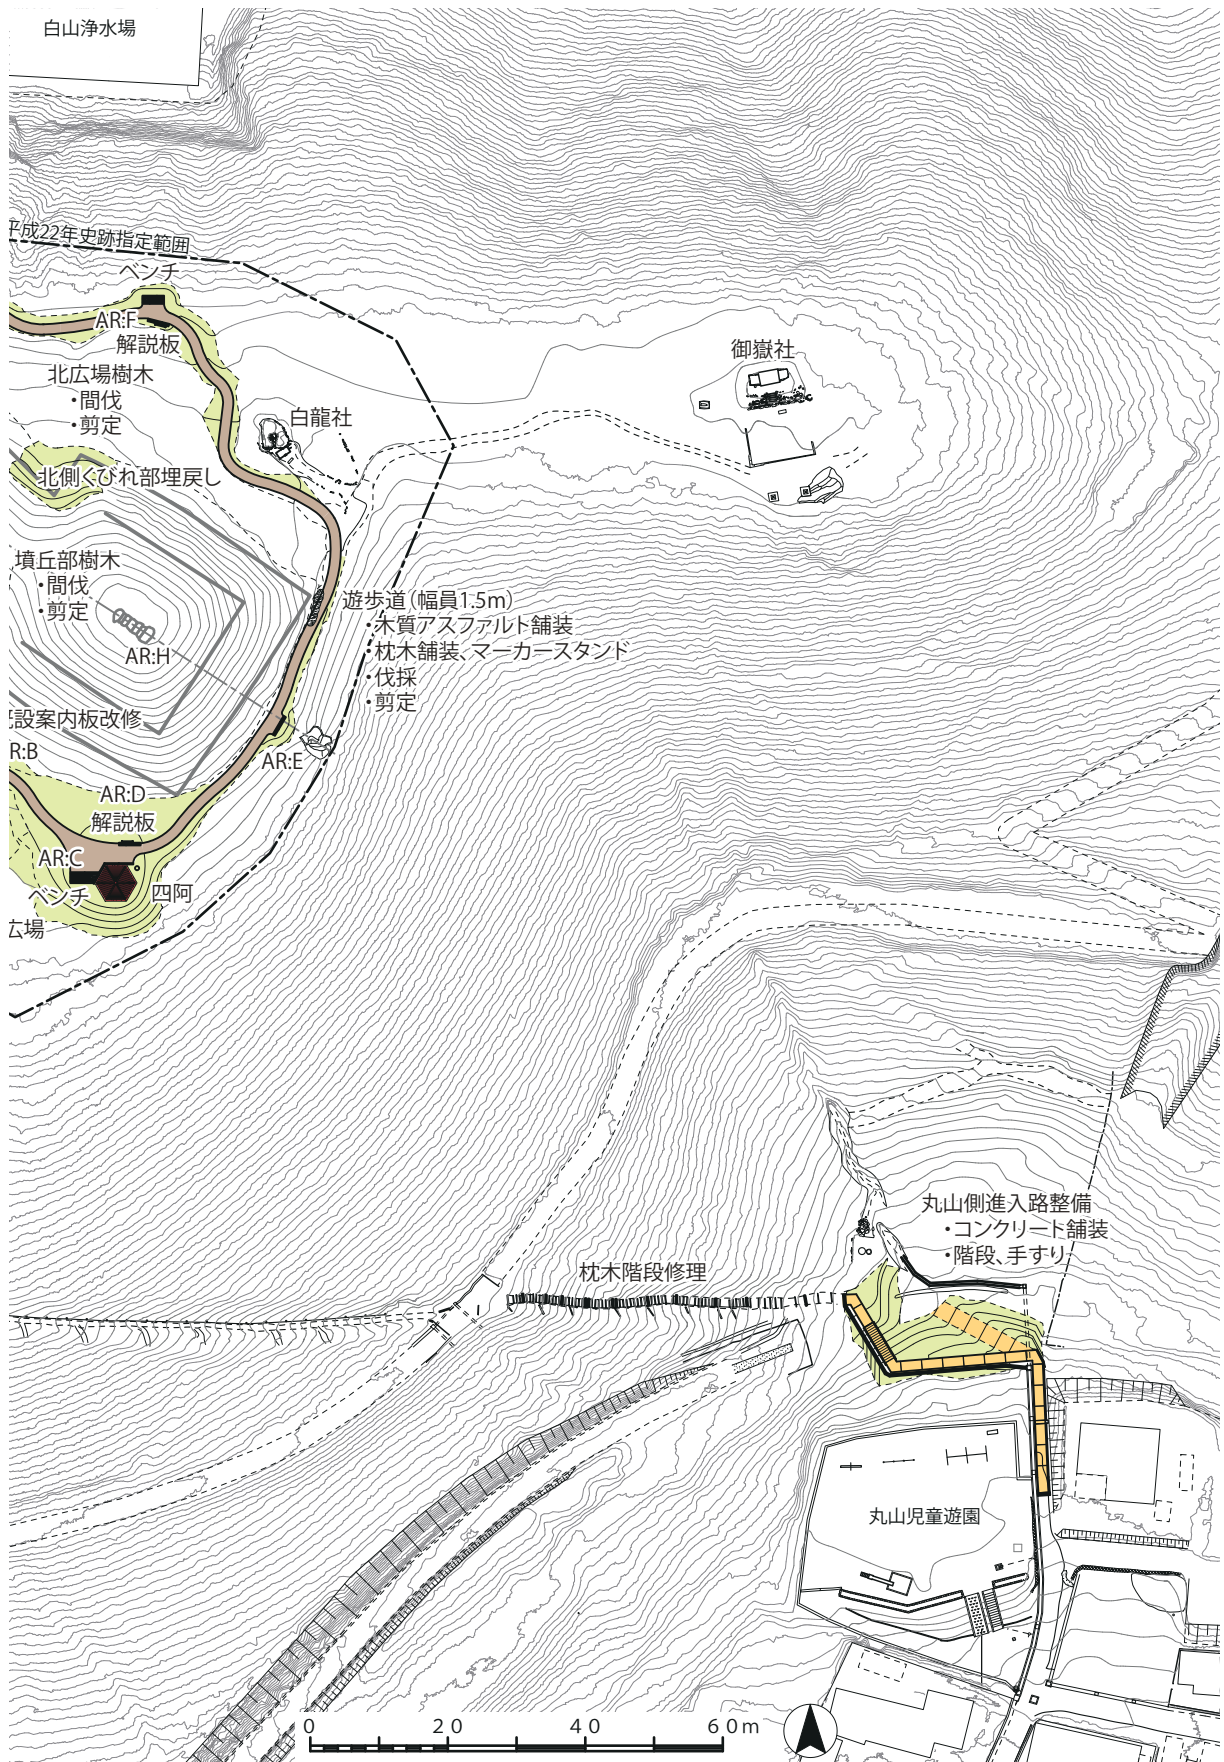 白山浄水場
平成22年史跡指定範囲
ベンチ
AR:F
解説板
北広場樹木
・間伐
・剪定
御嶽社
白龍社
北側くびれ部埋戻し
墳丘部樹木
・間伐
・剪定
AR:H
遊歩道(幅員1.5m)
・木質アスファルト舗装
・枕木舗装、マーカースタンド
・伐採
・剪定
設案内板改修
R:B
AR:E
AR:D
解説板
AR:C
ベンチ
四阿
広場
丸山側進入路整備
・コンクリート舗装
・階段、手すり
枕木階段修理
丸山児童遊園
0 20 40 60m